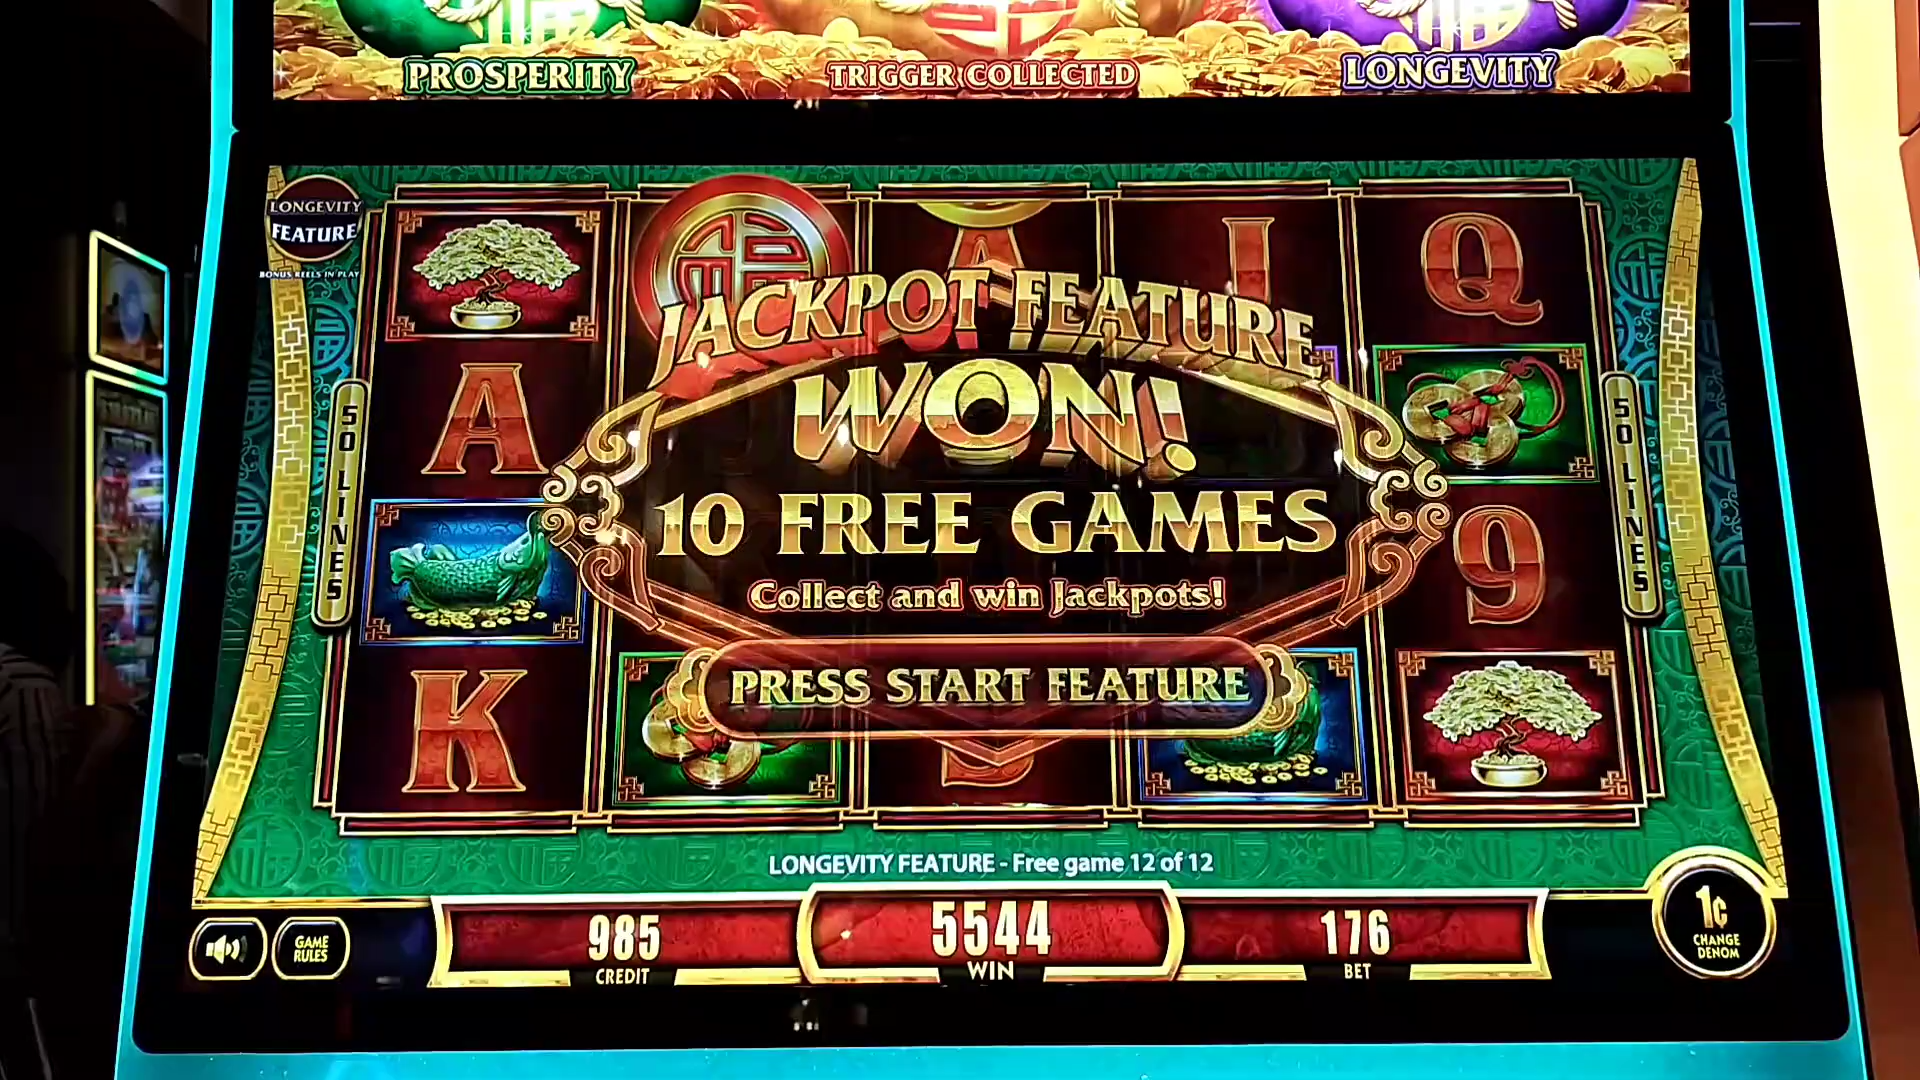 PROSPERITY
TRIGGER COLLECTED
LONGEVITY
LONGEVITY
FEATURE
BONUS REELS IN PLAY
J
Q
JACKPOT FEATURE
WON!
A
A
50 LINES
50 LINES
10 FREE GAMES
9
Collect and win Jackpots!
PRESS START FEATURE
K
LONGEVITY FEATURE - Free game 12 of 12
GAME
RULES
985
CREDIT
5544
WIN
176
BET
1¢
CHANGE
DENOM